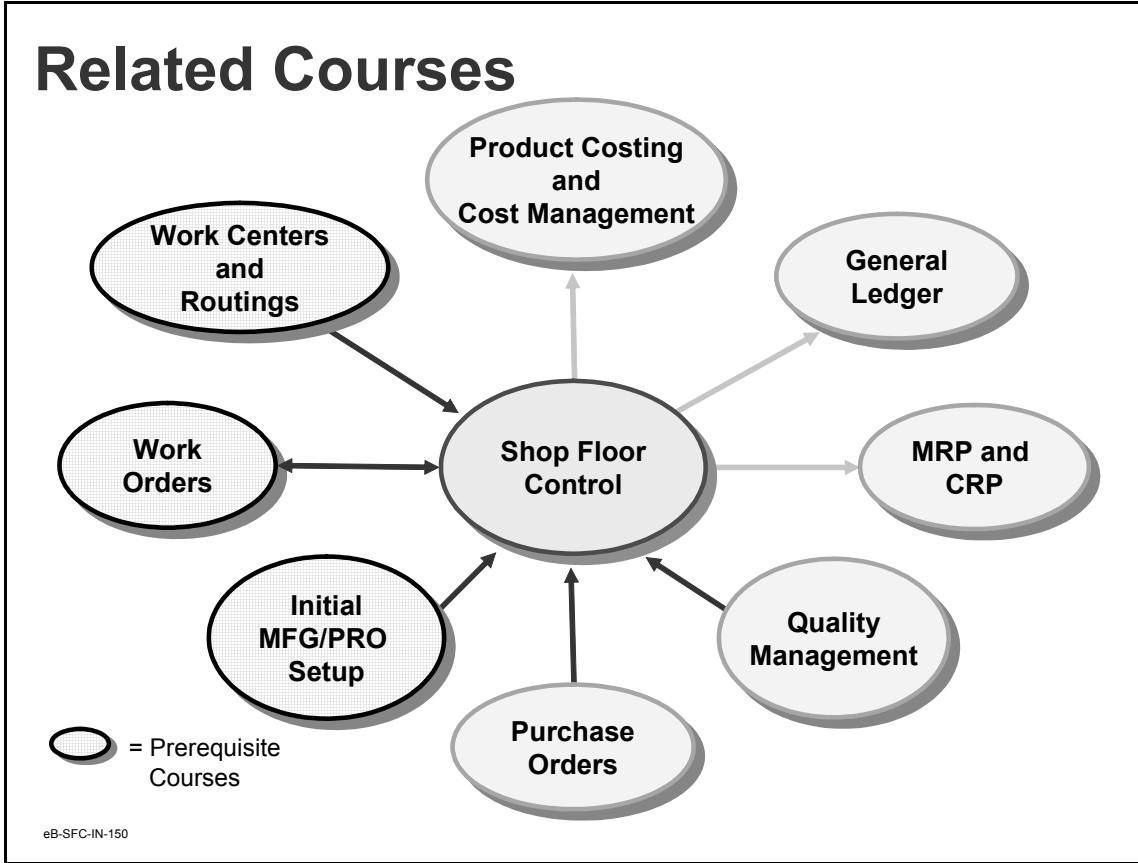 Related Courses
Product Costing
and
Cost Management
Work Centers
and
Routings
General
Ledger
Work
Orders
Shop Floor
Control
MRP and
CRP
Initial
MFG/PRO
Setup
Quality
Management
Purchase
Orders
= Prerequisite
Courses
eB-SFC-IN-150